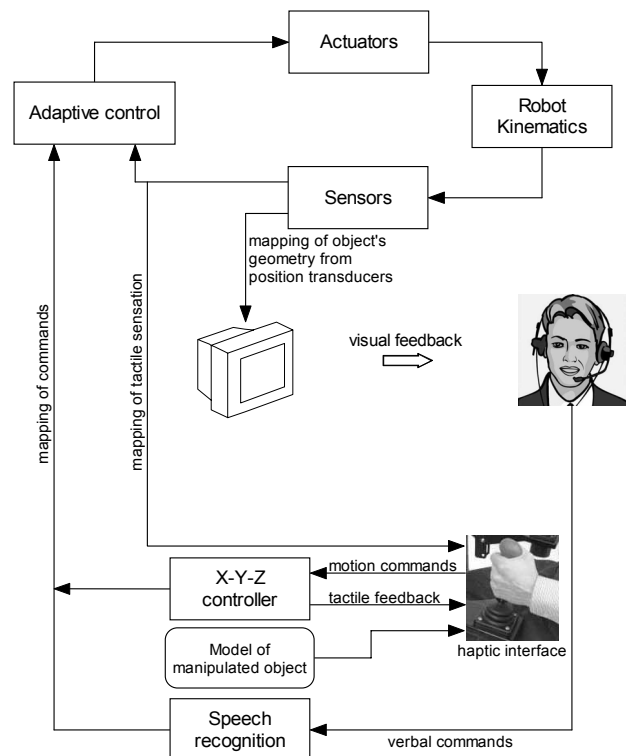 Actuators
Adaptive control
Robot
Kinematics
Sensors
mapping of object's
geometry from
position transducers
visual feedback
mapping of commands
mapping of tactile sensation
X-Y-Z
controller
motion commands
tactile feedback
Model of
manipulated object
haptic interface
Speech
recognition
verbal commands